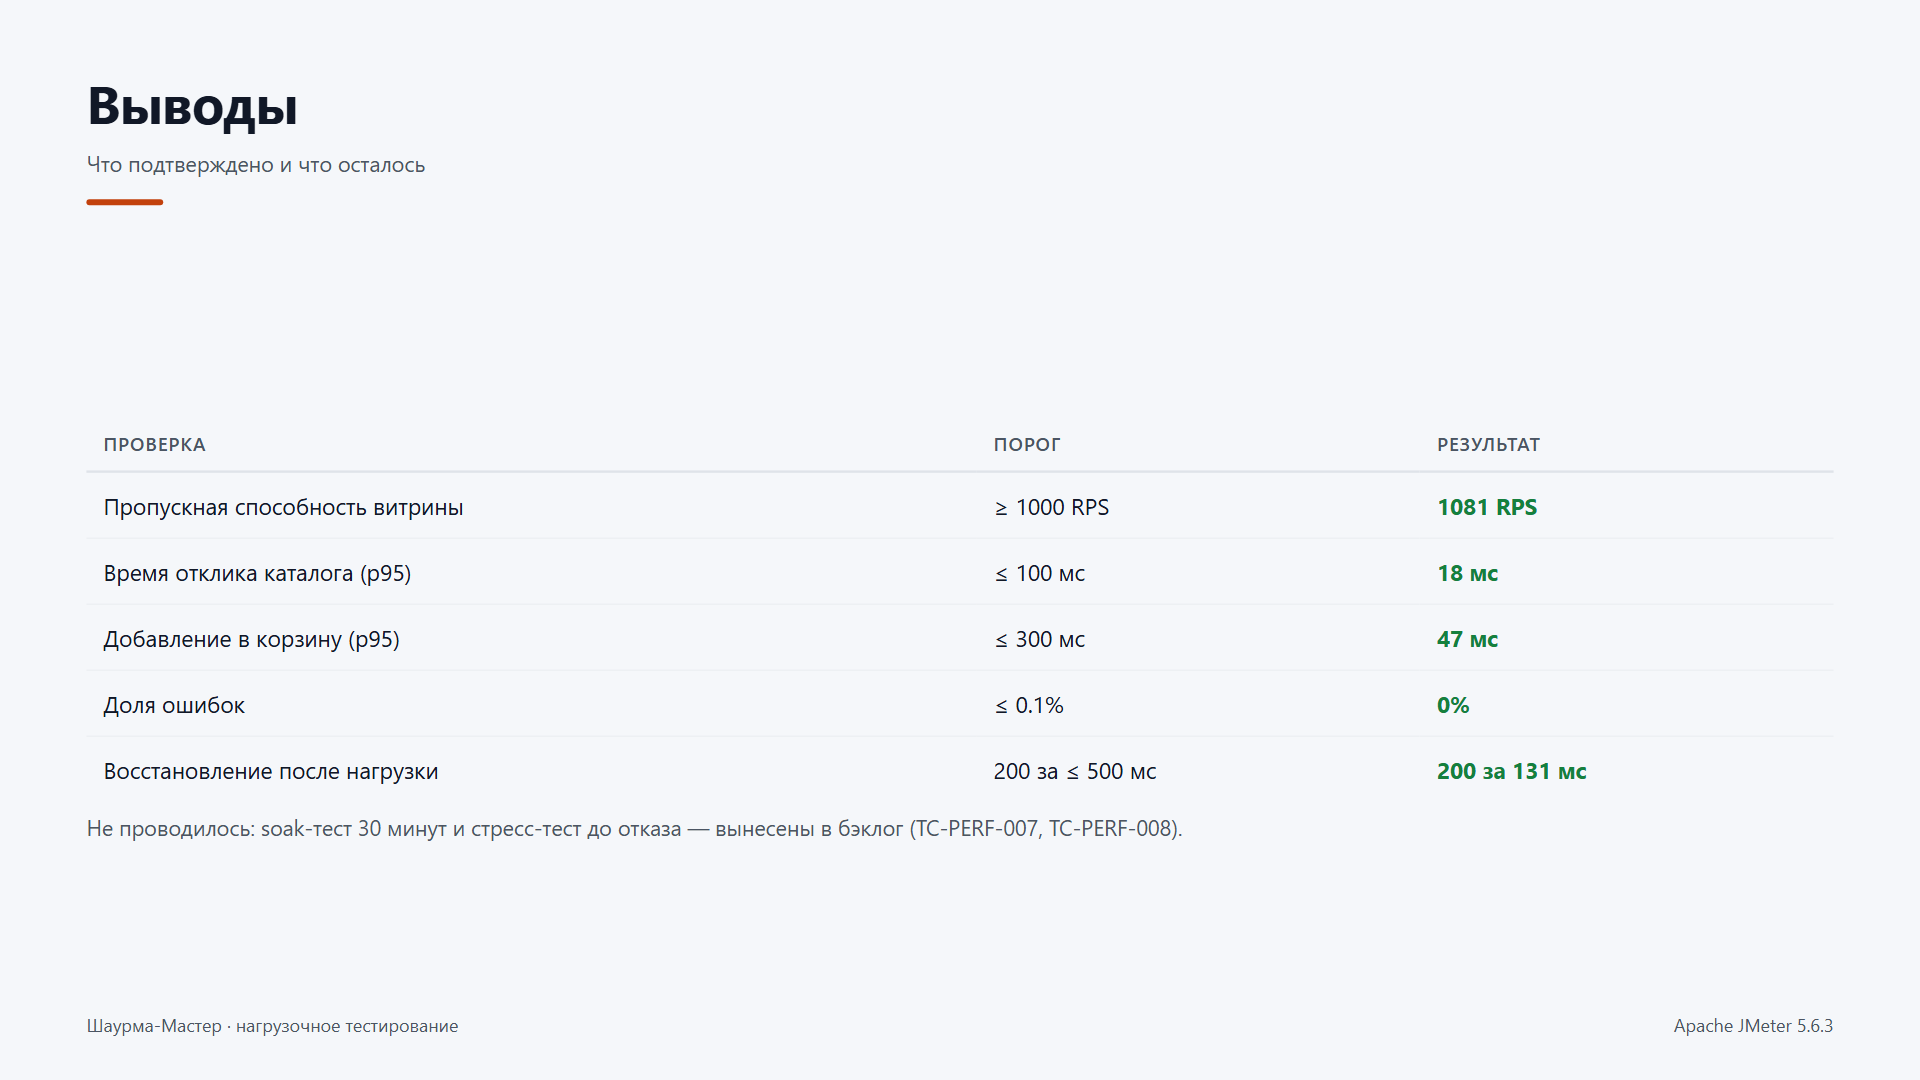 Выводы
Что подтверждено и что осталось
ПРОВЕРКА ПОРОГ РЕЗУЛЬТАТ
Пропускная способность витрины ≥ 1000 RPS 1081 RPS
Время отклика каталога (p95) ≤ 100 мс 18 мс
Добавление в корзину (p95) ≤ 300 мс 47 мс
Доля ошибок ≤ 0.1% 0%
Восстановление после нагрузки 200 за ≤ 500 мс 200 за 131 мс
Не проводилось: soak-тест 30 минут и стресс-тест до отказа — вынесены в бэклог (TC-PERF-007, TC-PERF-008).
Шаурма-Мастер · нагрузочное тестирование Apache JMeter 5.6.3